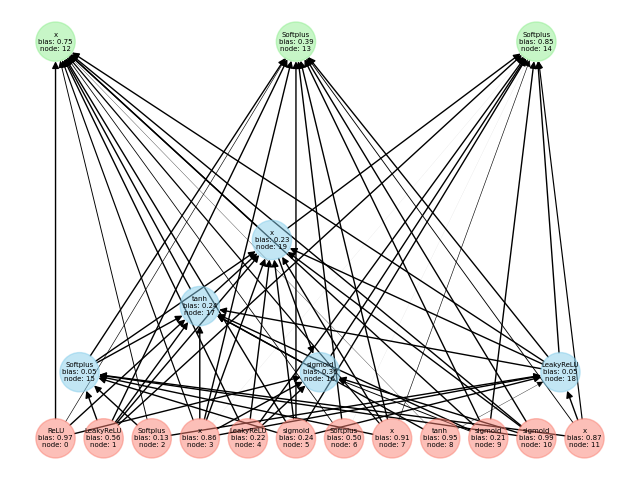 x
bias: 0.75
node: 12
Softplus
bias: 0.39
node: 13
Softplus
bias: 0.85
node: 14
x
bias: 0.23
node: 19
tanh
bias: 0.24
node: 17
Softplus
bias: 0.05
node: 15
sigmoid
node: 16
LeakyReLU
bias: 0.05
node: 18
ReLU
bias: 0.97
node: 0
LeakyReLU
bias: 0.56
node: 1
Softplus
bias: 0.13
node: 2
x
bias: 0.86
node: 3
LeakyReLU
bias: 0.22
node: 4
sigmoid
bias: 0.24
node: 5
Softplus
bias: 0.50
node: 6
x
bias: 0.91
node: 7
tanh
bias: 0.95
node: 8
sigmoid
bias: 0.21
node: 9
sigmoid
bias: 0.99
node: 10
x
bias: 0.87
node: 11